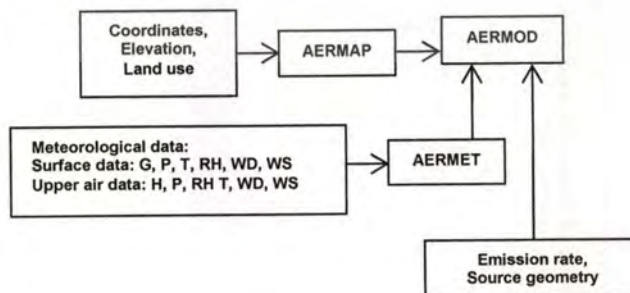 Coordinates,
Elevation,
Land use
AERMAP
AERMOD
Meteorological data:
Surface data: G, P, T, RH, WD, WS
Upper air data: H, P, RH T, WD, WS
AERMET
Emission rate,
Source geometry